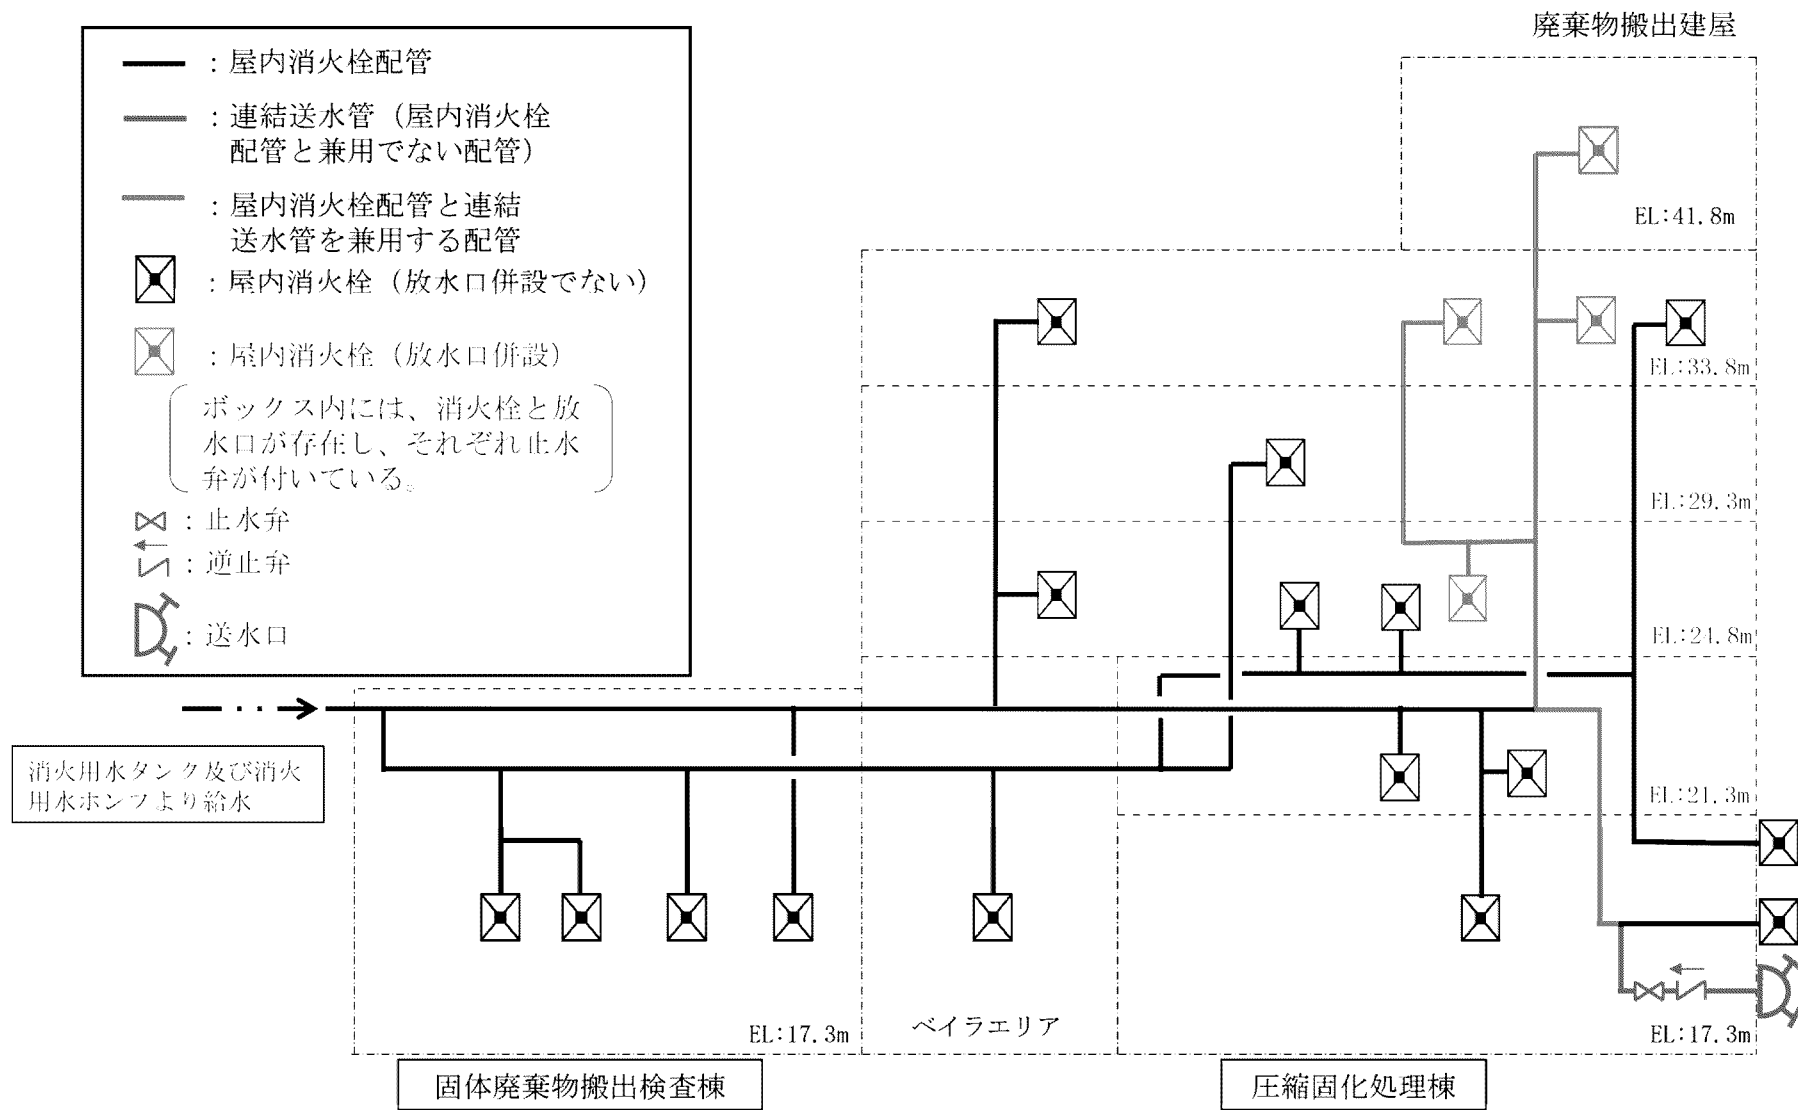 廃棄物搬出建屋
：屋内消火栓配管
：連結送水管（屋内消火栓
配管と兼用でない配管）
：屋内消火栓配管と連結
送水管を兼用する配管
：屋内消火栓（放水口併設でない）
：屋内消火栓（放水口併設）
ボックス内には、消火栓と放
水口が存在し、それぞれ止水
弁が付いている。
：止水弁
：逆止弁
：送水口
EL:41.8m
EL:33.8m
EL:29.3m
EL:24.8m
消火用水タンク及び消火
用水ポンプより給水
EL:21.3m
EL:17.3m
ベイラエリア
EL:17.3m
固体廃棄物搬出検査棟
圧縮固化処理棟